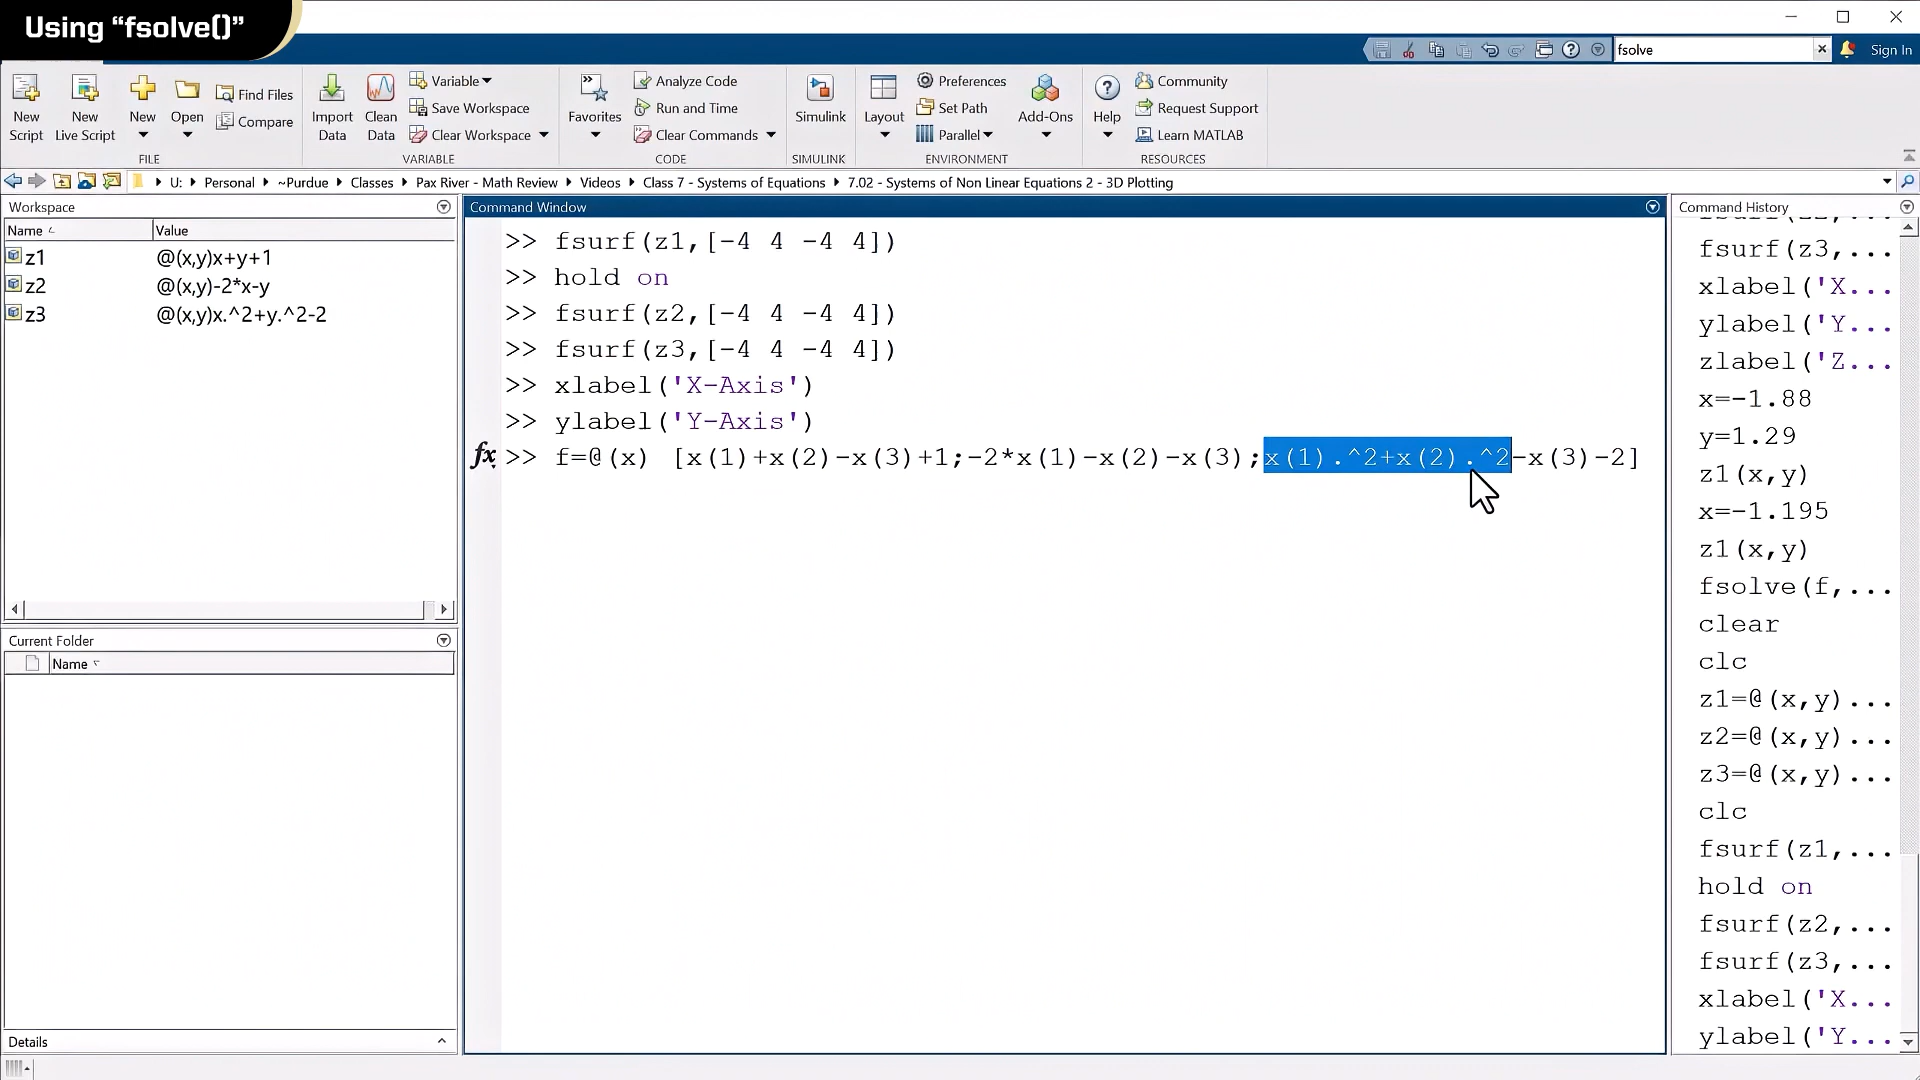 Using “fsolve()”
fsolve
Sign In
New Script
New Live Script
New
Open
Find Files
Compare
FILE
Import Data
Clean Data
Variable
Save Workspace
Clear Workspace
VARIABLE
Favorites
Analyze Code
Run and Time
Clear Commands
CODE
Simulink
SIMULINK
Layout
Preferences
Set Path
Parallel
Add-Ons
ENVIRONMENT
Help
Community
Request Support
Learn MATLAB
RESOURCES
U: Personal ~Purdue Classes Pax River - Math Review Videos Class 7 - Systems of Equations 7.02 - Systems of Non Linear Equations 2 - 3D Plotting
Workspace
Name Value
z1 @(x,y)x+y+1
z2 @(x,y)-2*x-y
z3 @(x,y)x.^2+y.^2-2
Current Folder
Name
Details
Command Window
>> fsurf(z1,[-4 4 -4 4])
>> hold on
>> fsurf(z2,[-4 4 -4 4])
>> fsurf(z3,[-4 4 -4 4])
>> xlabel('X-Axis')
>> ylabel('Y-Axis')
fx >> f=@(x) [x(1)+x(2)-x(3)+1;-2*x(1)-x(2)-x(3);x(1).^2+x(2).^2-x(3)-2]
Command History
fsurf(z3,...
xlabel('X...
ylabel('Y...
zlabel('Z...
x=-1.88
y=1.29
z1(x,y)
x=-1.195
z1(x,y)
fsolve(f,...
clear
clc
z1=@(x,y)...
z2=@(x,y)...
z3=@(x,y)...
clc
fsurf(z1,...
hold on
fsurf(z2,...
fsurf(z3,...
xlabel('X...
ylabel('Y...